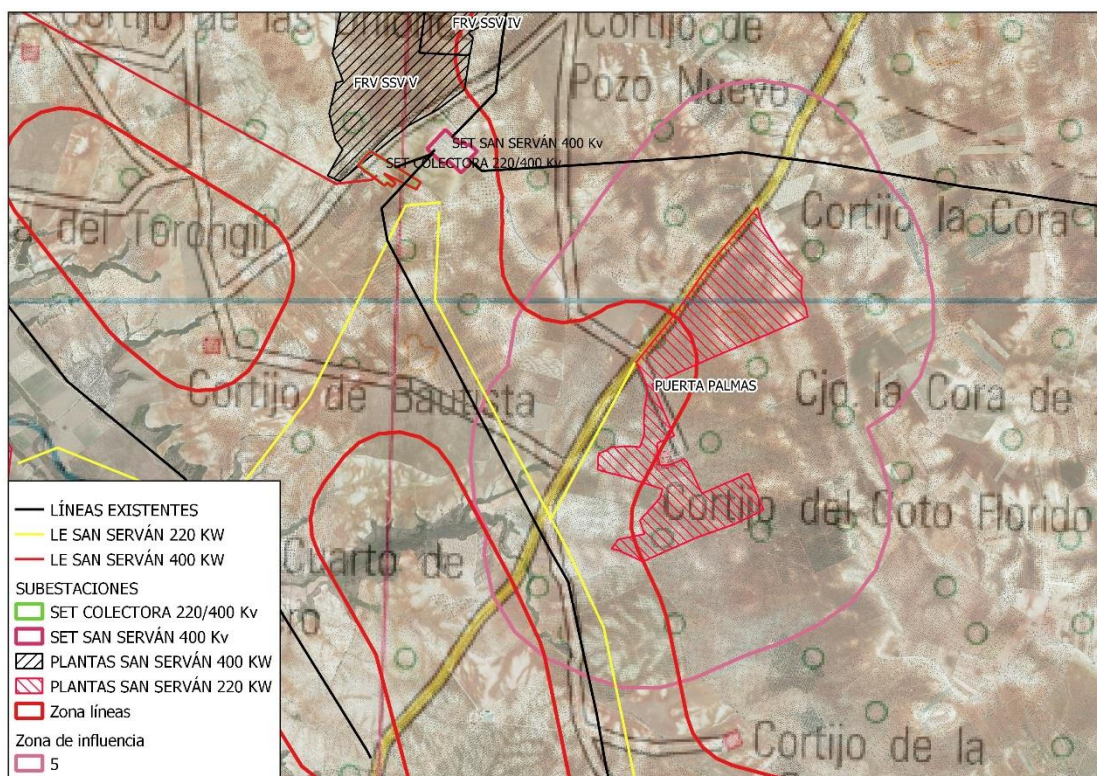 Cortijo de las
Cortijo de
Pozo Nuevo
FRV SSV IV
FRV SSV V
SET SAN SERVÁN 400 Kv
SET COLECTORA 220/400 Kv
Cortijo la Cora
a del Torongil
PUERTA PALMAS
Cortijo de Bautista
Cjo. la Cora de
Cortijo del Coto Florido
Cuarto de
ro
Cortijo de la
LÍNEAS EXISTENTES
LE SAN SERVÁN 220 KW
LE SAN SERVÁN 400 KW
SUBESTACIONES
SET COLECTORA 220/400 Kv
SET SAN SERVÁN 400 Kv
PLANTAS SAN SERVÁN 400 KW
PLANTAS SAN SERVÁN 220 KW
Zona líneas
Zona de influencia
5